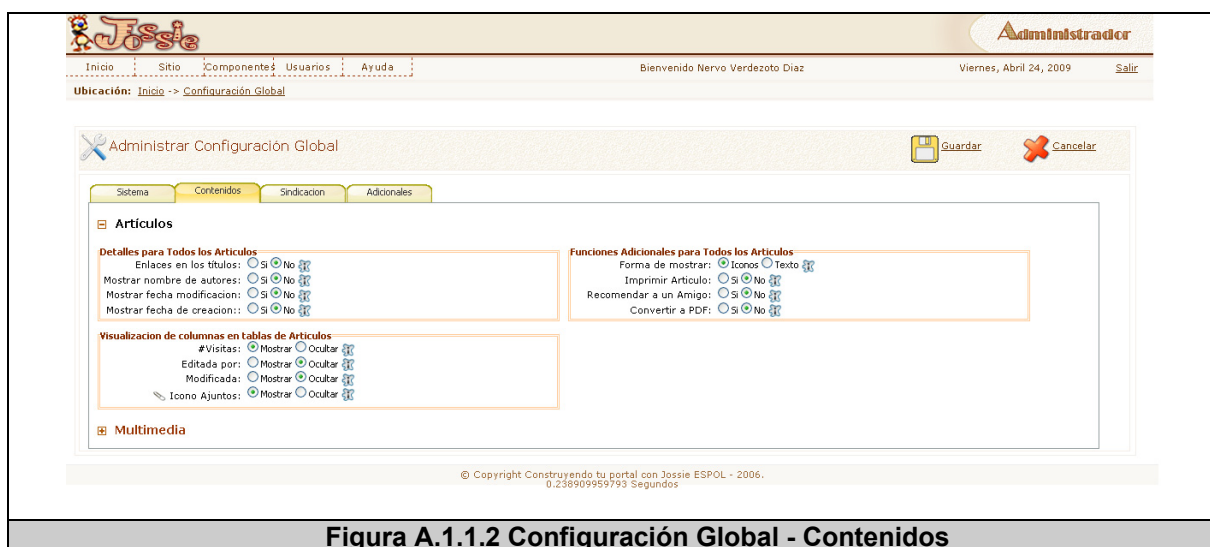 Jossie
Administrador
Inicio Sitio Componentes Usuarios Ayuda Bienvenido Nervo Verdezoto Diaz Viernes, Abril 24, 2009 Salir
Ubicación: Inicio -> Configuración Global
Administrar Configuración Global Guardar Cancelar
Sistema Contenidos Sindicacion Adicionales
Artículos
Detalles para Todos los Articulos
Enlaces en los títulos: Si No
Mostrar nombre de autores: Si No
Mostrar fecha modificacion: Si No
Mostrar fecha de creacion:: Si No
Funciones Adicionales para Todos los Articulos
Forma de mostrar: Iconos Texto
Imprimir Articulo: Si No
Recomendar a un Amigo: Si No
Convertir a PDF: Si No
Visualizacion de columnas en tablas de Articulos
#Visitas: Mostrar Ocultar
Editada por: Mostrar Ocultar
Modificada: Mostrar Ocultar
Icono Ajuntos: Mostrar Ocultar
Multimedia
© Copyright Construyendo tu portal con Jossie ESPOL - 2006.
0.238909959793 Segundos
Figura A.1.1.2 Configuración Global - Contenidos